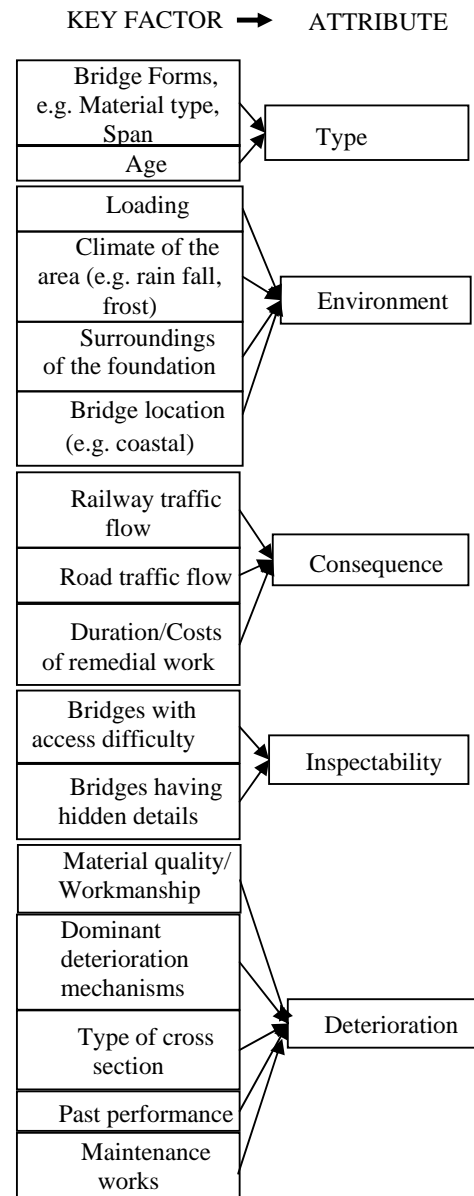 KEY FACTOR → ATTRIBUTE
Bridge Forms,
e.g. Material type,
Span
Age
Type
Loading
Climate of the
area (e.g. rain fall,
frost)
Surroundings
of the foundation
Bridge location
(e.g. coastal)
Environment
Railway traffic
flow
Road traffic flow
Duration/Costs
of remedial work
Consequence
Bridges with
access difficulty
Bridges having
hidden details
Inspectability
Material quality/
Workmanship
Dominant
deterioration
mechanisms
Type of cross
section
Past performance
Maintenance
works
Deterioration